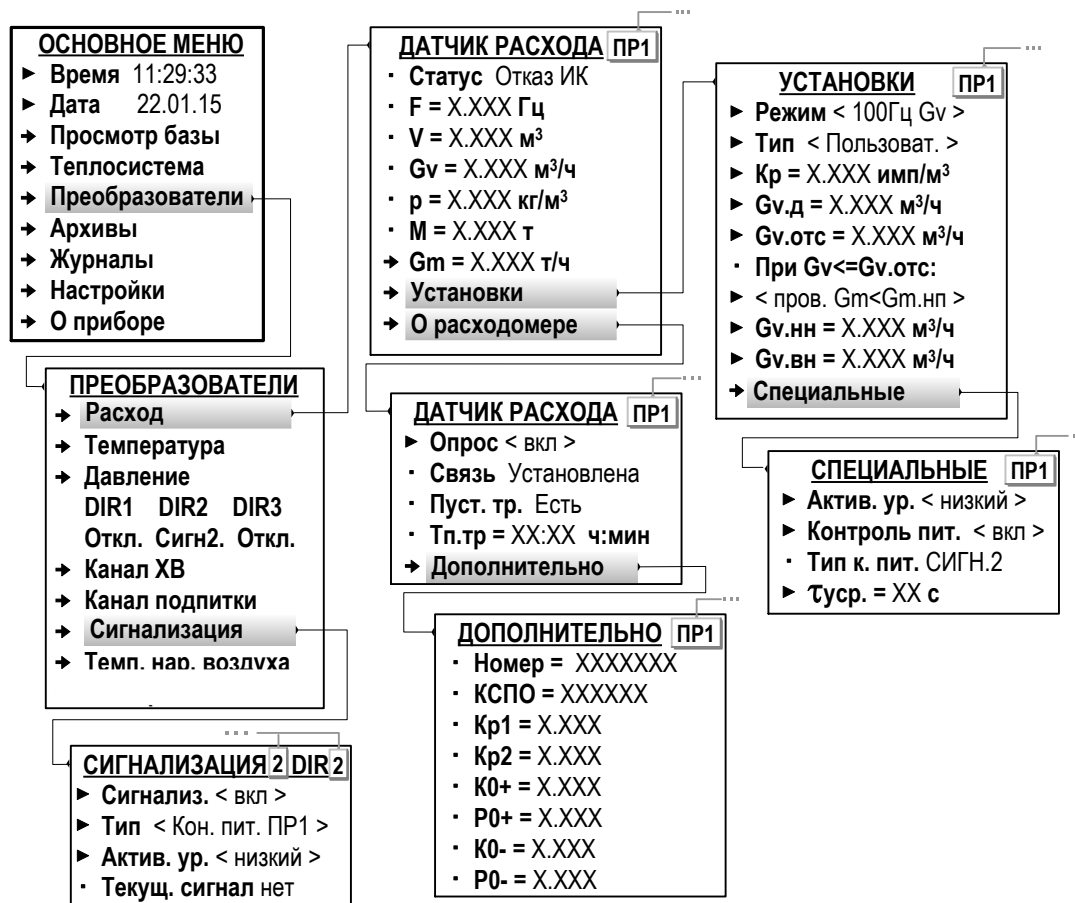 ОСНОВНОЕ МЕНЮ
► Время 11:29:33
► Дата 22.01.15
➔ Просмотр базы
➔ Теплосистема
➔ Преобразователи
➔ Архивы
➔ Журналы
➔ Настройки
➔ О приборе
ДАТЧИК РАСХОДА ПР1
· Статус Отказ ИК
· F = X.XXX Гц
· V = X.XXX м³
· Gv = X.XXX м³/ч
· p = X.XXX кг/м³
· M = X.XXX т
➔ Gm = X.XXX т/ч
➔ Установки
➔ О расходомере
УСТАНОВКИ ПР1
► Режим < 100Гц Gv >
► Тип < Пользоват. >
► Кр = X.XXX имп/м³
► Gv.д = X.XXX м³/ч
► Gv.отс = X.XXX м³/ч
· При Gv<=Gv.отс:
► < пров. Gm<Gm.нп >
► Gv.нн = X.XXX м³/ч
► Gv.вн = X.XXX м³/ч
➔ Специальные
ПРЕОБРАЗОВАТЕЛИ
➔ Расход
➔ Температура
➔ Давление
DIR1 DIR2 DIR3
Откл. Сигн2. Откл.
➔ Канал ХВ
➔ Канал подпитки
➔ Сигнализация
➔ Темп. нар. воздуха
ДАТЧИК РАСХОДА ПР1
► Опрос < вкл >
· Связь Установлена
· Пуст. тр. Есть
· Тп.тр = XX:XX ч:мин
➔ Дополнительно
СПЕЦИАЛЬНЫЕ ПР1
► Актив. ур. < низкий >
► Контроль пит. < вкл >
· Тип к. пит. СИГН.2
► τуср. = XX с
ДОПОЛНИТЕЛЬНО ПР1
· Номер = XXXXXXX
· КСПО = XXXXXX
· Кр1 = X.XXX
· Кр2 = X.XXX
· К0+ = X.XXX
· Р0+ = X.XXX
· К0- = X.XXX
· Р0- = X.XXX
СИГНАЛИЗАЦИЯ 2 DIR 2
► Сигнализ. < вкл >
► Тип < Кон. пит. ПР1 >
► Актив. ур. < низкий >
· Текущ. сигнал нет